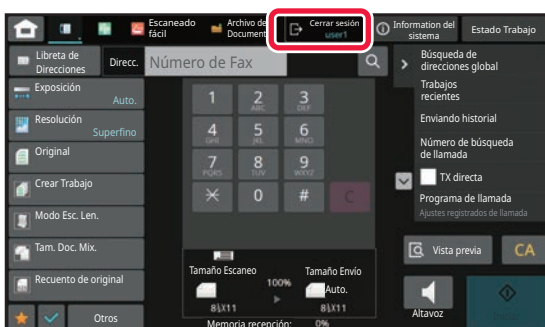 Escaneado
fácil
Archivo de
Document
Cerrar sesión
user1
Information del
sistema
Estado Trabajo
Libreta de
Direcciones
Direcc.
Número de Fax
Búsqueda de
direcciones global
Exposición
Auto.
Trabajos
recientes
Resolución
Superfino
Enviando historial
Original
Número de búsqueda
de llamada
Crear Trabajo
TX
directa
Modo Esc. Len.
Programa de llamada
Ajustes registrados de llamada
Tam. Doc. Mix.
Recuento de original
Otros
1
2
ABC
3
DEF
4
GHI
5
JKL
6
MNO
7
PQRS
8
TUV
9
WXYZ
0
#
C
Tamaño Escaneo
100%
Tamaño Envío
Auto.
8½X11
8½X11
Memoria recepción:
0%
Vista
previa
CA
Altavoz